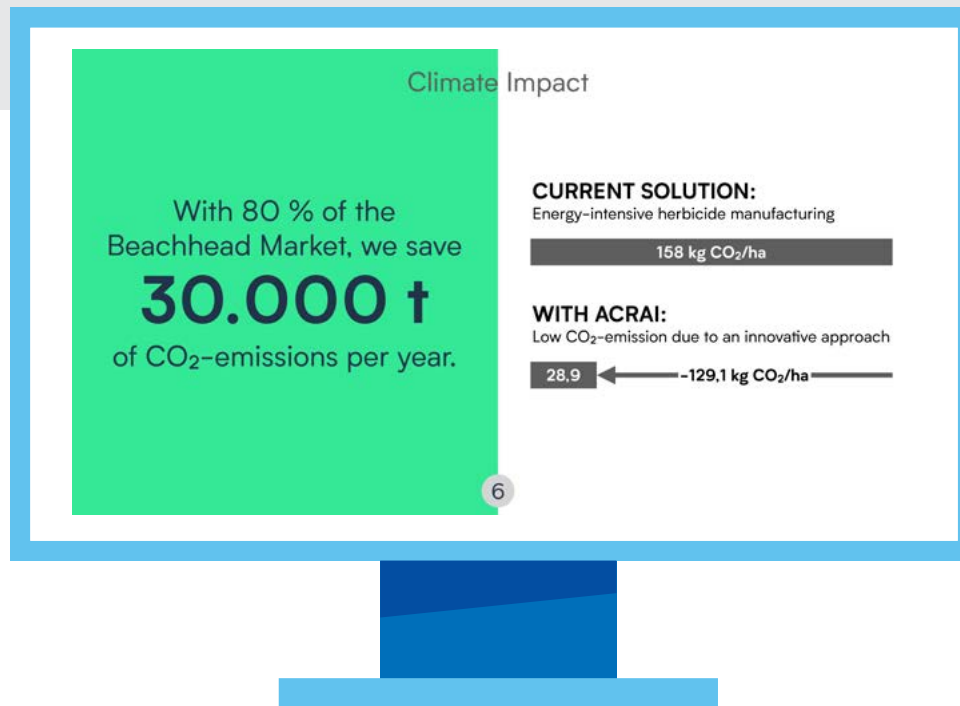 Climate Impact
With 80 % of the
Beachhead Market, we save
30.000 t
of CO₂-emissions per year.
CURRENT SOLUTION:
Energy-intensive herbicide manufacturing
158 kg CO₂/ha
WITH ACRAI:
Low CO₂-emission due to an innovative approach
28,9
-129,1 kg CO₂/ha
6